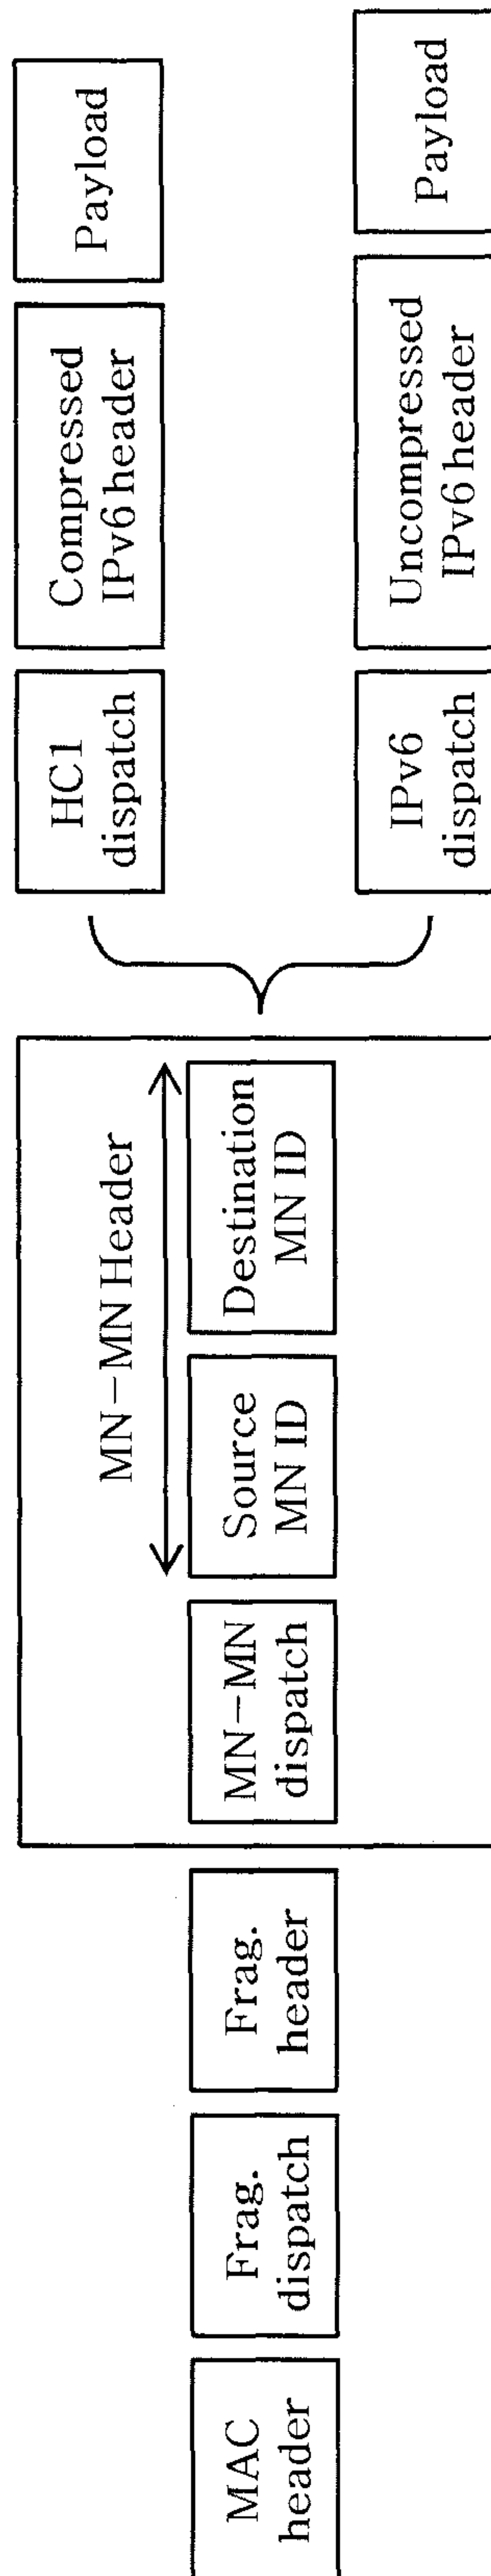 MAC
header
Frag.
dispatch
Frag.
header
MN-MN Header
MN-MN
dispatch
Source
MN ID
Destination
MN ID
HC1
dispatch
Compressed
IPv6 header
Payload
IPv6
dispatch
Uncompressed
IPv6 header
Payload